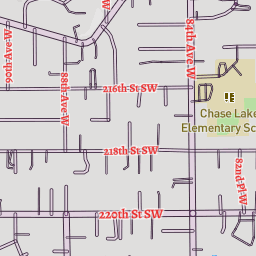 90th Ave W
88th Ave W
84th Ave W
216th St SW
Chase Lake
Elementary Sc
218th St SW
82nd Pl W
220th St SW